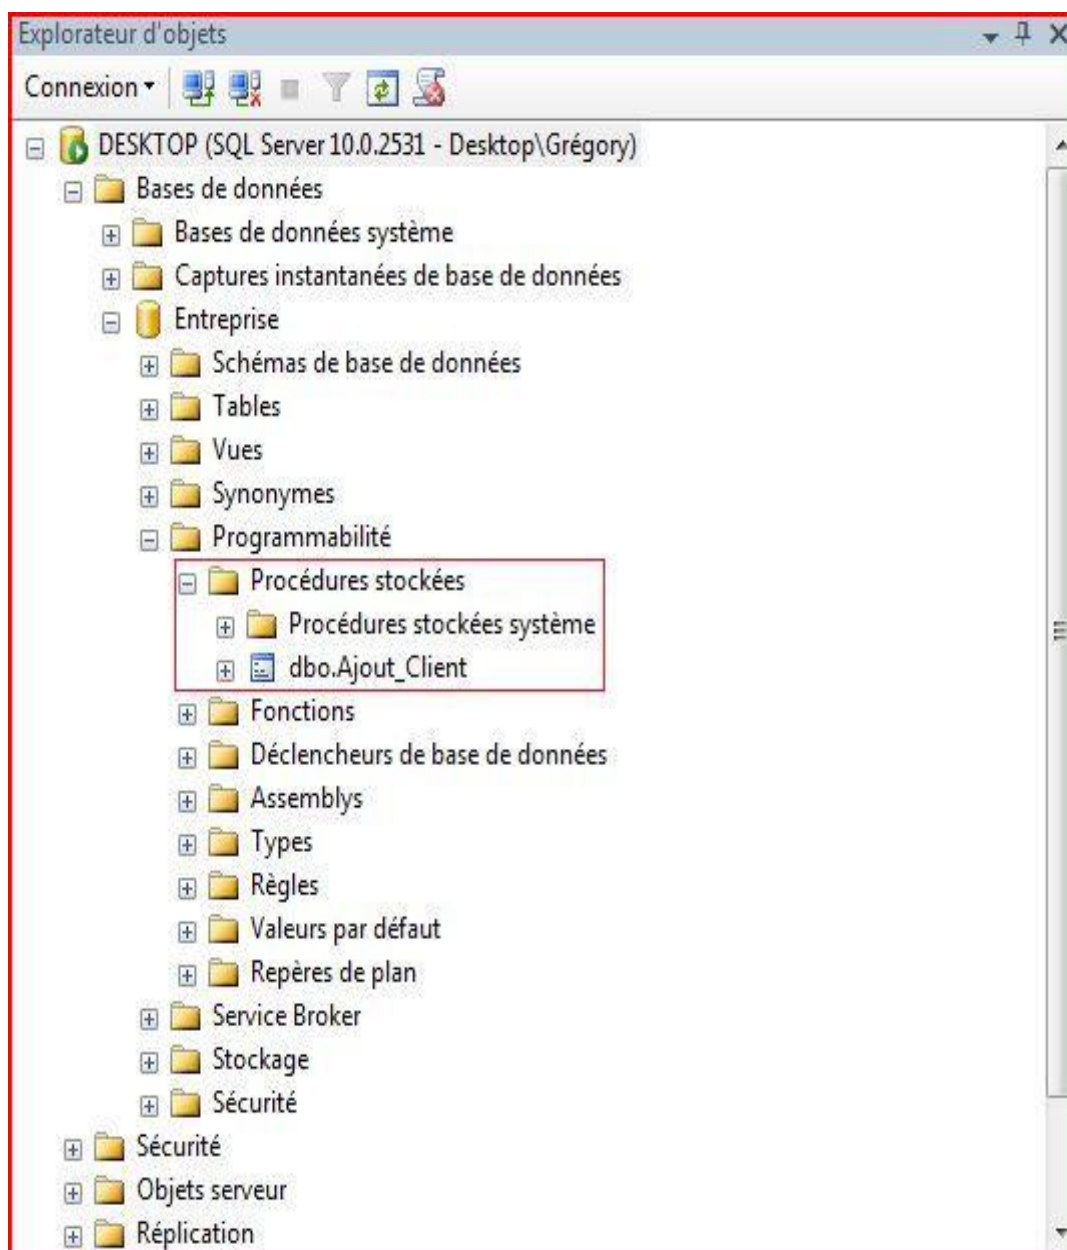 Explorateur d'objets
Connexion
DESKTOP (SQL Server 10.0.2531 - Desktop\Grégory)
Bases de données
Bases de données système
Captures instantanées de base de données
Entreprise
Schémas de base de données
Tables
Vues
Synonymes
Programmabilité
Procédures stockées
Procédures stockées système
dbo.Ajout_Client
Fonctions
Déclencheurs de base de données
Assemblys
Types
Règles
Valeurs par défaut
Repères de plan
Service Broker
Stockage
Sécurité
Sécurité
Objets serveur
Réplication